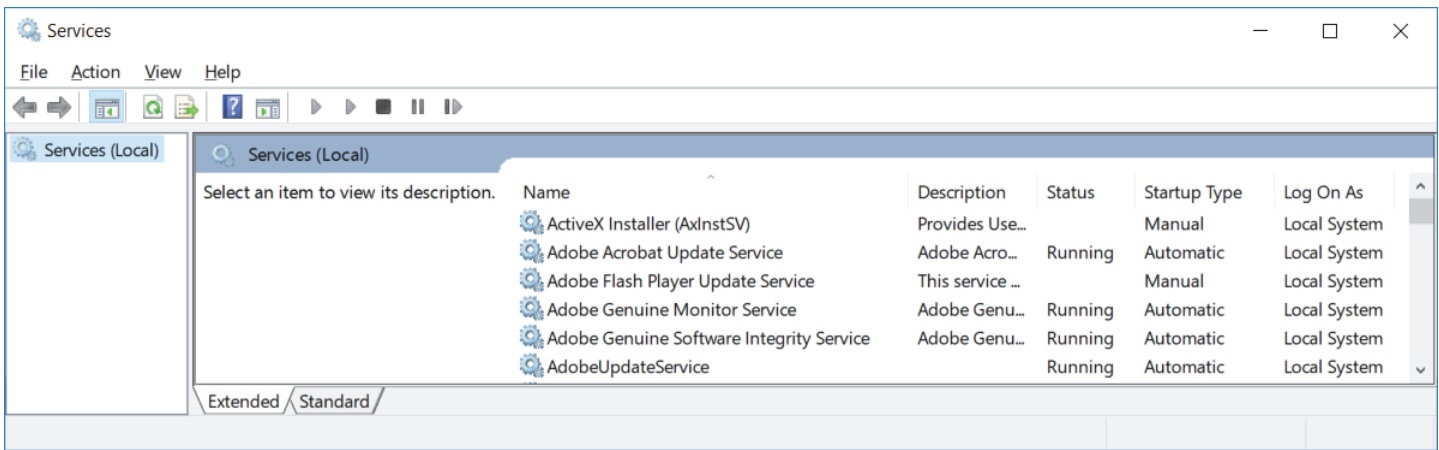 Services
File Action View Help
Services (Local)
Services (Local)
Select an item to view its description.
Name Description Status Startup Type Log On As
ActiveX Installer (AxInstSV) Provides Use... Manual Local System
Adobe Acrobat Update Service Adobe Acro... Running Automatic Local System
Adobe Flash Player Update Service This service ... Manual Local System
Adobe Genuine Monitor Service Adobe Genu... Running Automatic Local System
Adobe Genuine Software Integrity Service Adobe Genu... Running Automatic Local System
AdobeUpdateService Running Automatic Local System
Extended Standard